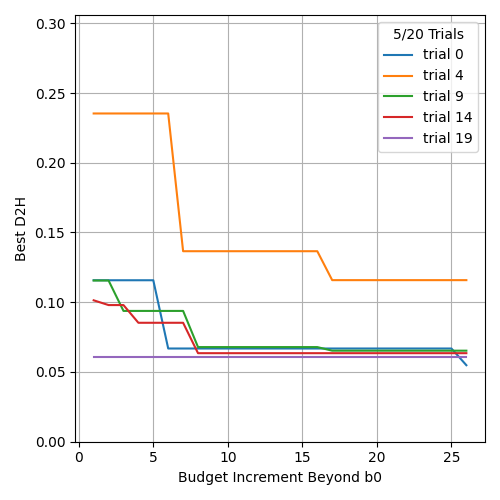 5/20 Trials
trial 0
trial 4
trial 9
trial 14
trial 19
Best D2H
0.30
0.25
0.20
0.15
0.10
0.05
0.00
0 5 10 15 20 25
Budget Increment Beyond b0